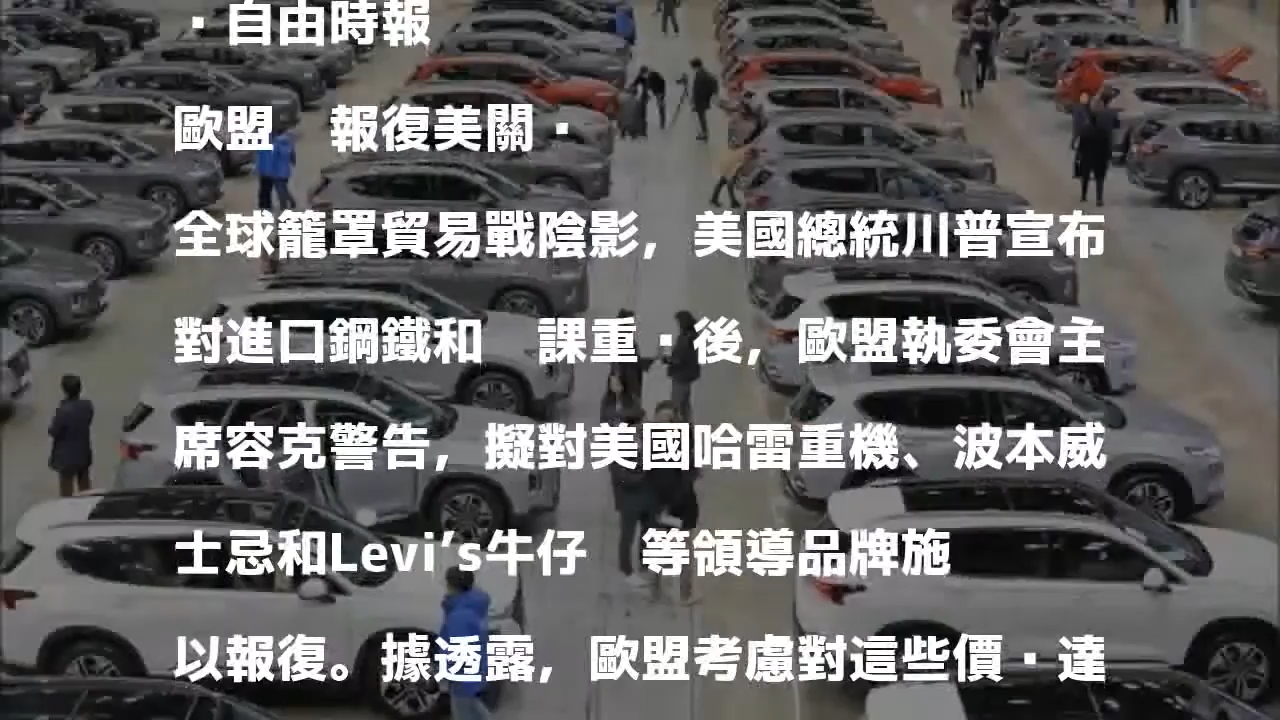 ·自由時報
歐盟　報復美關·
全球籠罩貿易戰陰影，美國總統川普宣布
對進口鋼鐵和　課重·後，歐盟執委會主
席容克警告，擬對美國哈雷重機、波本威
士忌和Levi’s牛仔　等領導品牌施
以報復。據透露，歐盟考慮對這些價·達